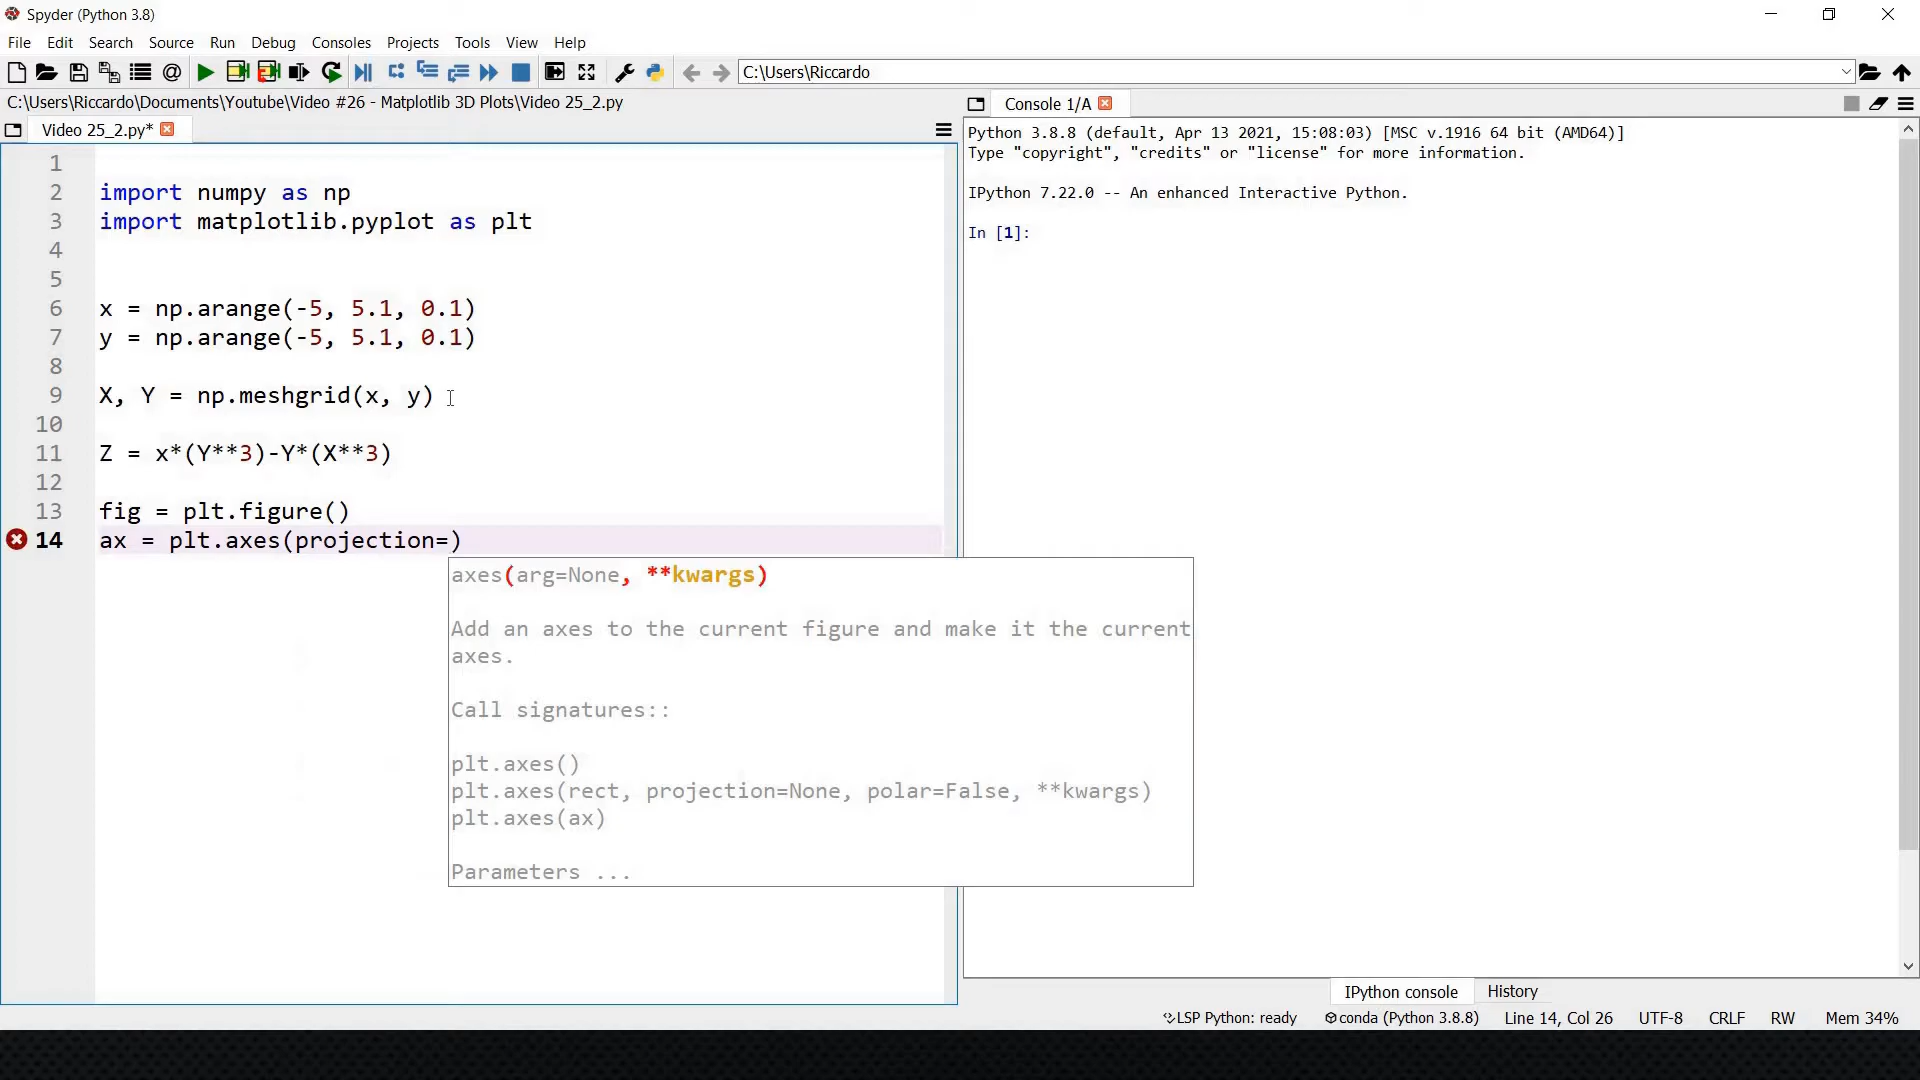 Spyder (Python 3.8)
File Edit Search Source Run Debug Consoles Projects Tools View Help
C:\Users\Riccardo
C:\Users\Riccardo\Documents\Youtube\Video #26 - Matplotlib 3D Plots\Video 25_2.py
Video 25_2.py*
1
2 import numpy as np
3 import matplotlib.pyplot as plt
4
5
6 x = np.arange(-5, 5.1, 0.1)
7 y = np.arange(-5, 5.1, 0.1)
8
9 X, Y = np.meshgrid(x, y)
10
11 Z = x*(Y**3)-Y*(X**3)
12
13 fig = plt.figure()
14 ax = plt.axes(projection=)
axes(arg=None, **kwargs)
Add an axes to the current figure and make it the current
axes.
Call signatures::
plt.axes()
plt.axes(rect, projection=None, polar=False, **kwargs)
plt.axes(ax)
Parameters ...
Console 1/A
Python 3.8.8 (default, Apr 13 2021, 15:08:03) [MSC v.1916 64 bit (AMD64)]
Type "copyright", "credits" or "license" for more information.
IPython 7.22.0 -- An enhanced Interactive Python.
In [1]:
IPython console History
LSP Python: ready conda (Python 3.8.8) Line 14, Col 26 UTF-8 CRLF RW Mem 34%